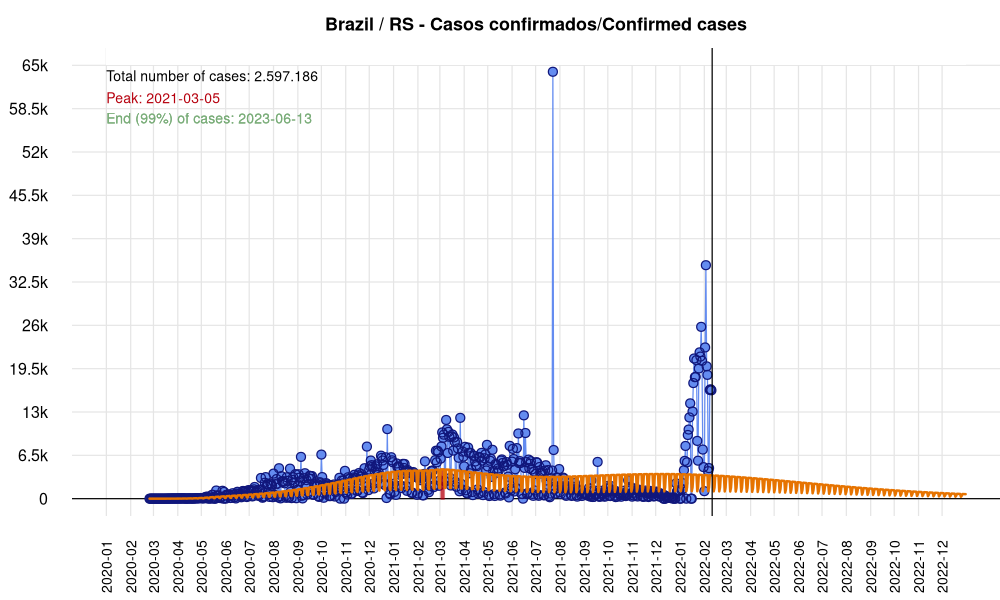 Brazil / RS - Casos confirmados/Confirmed cases
Total number of cases: 2.597.186
Peak: 2021-03-05
End (99%) of cases: 2023-06-13
65k
58.5k
52k
45.5k
39k
32.5k
26k
19.5k
13k
6.5k
0
2020-01
2020-02
2020-03
2020-04
2020-05
2020-06
2020-07
2020-08
2020-09
2020-10
2020-11
2020-12
2021-01
2021-02
2021-03
2021-04
2021-05
2021-06
2021-07
2021-08
2021-09
2021-10
2021-11
2021-12
2022-01
2022-02
2022-03
2022-04
2022-05
2022-06
2022-07
2022-08
2022-09
2022-10
2022-11
2022-12